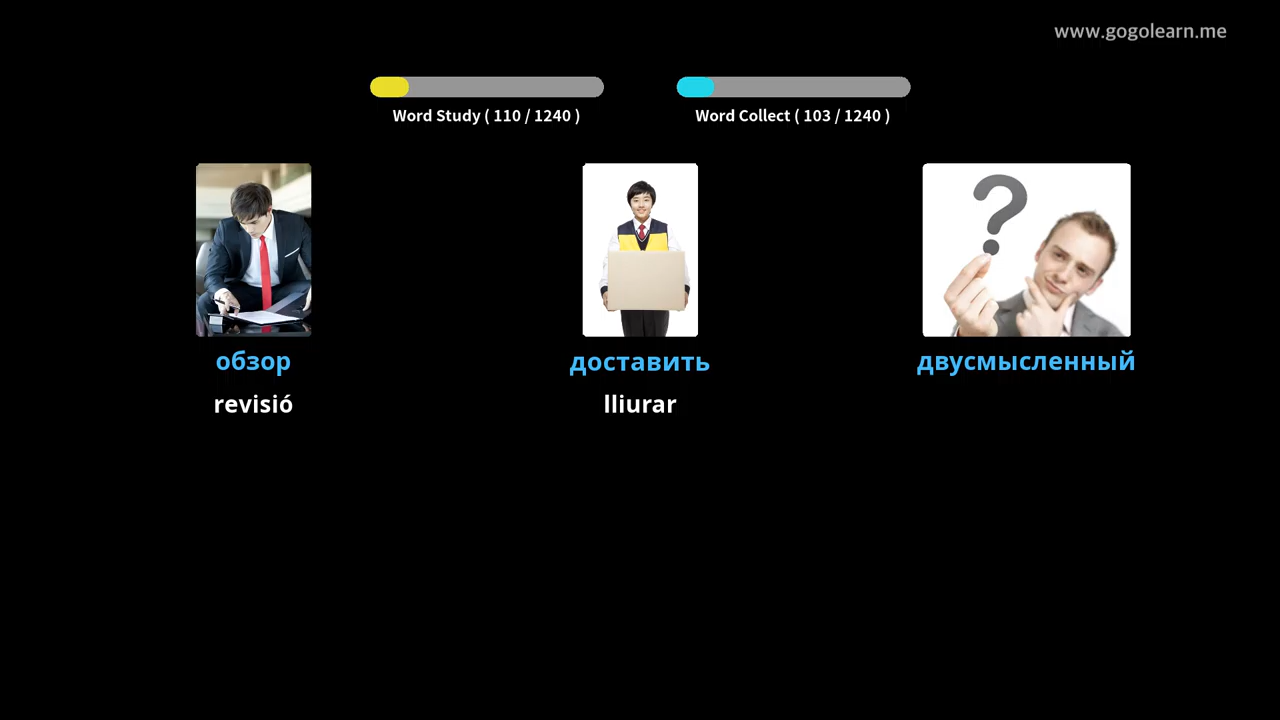 www.gogolearn.me
Word Study ( 110 / 1240 )
Word Collect ( 103 / 1240 )
обзор
доставить
двусмысленный
revisió
lliurar